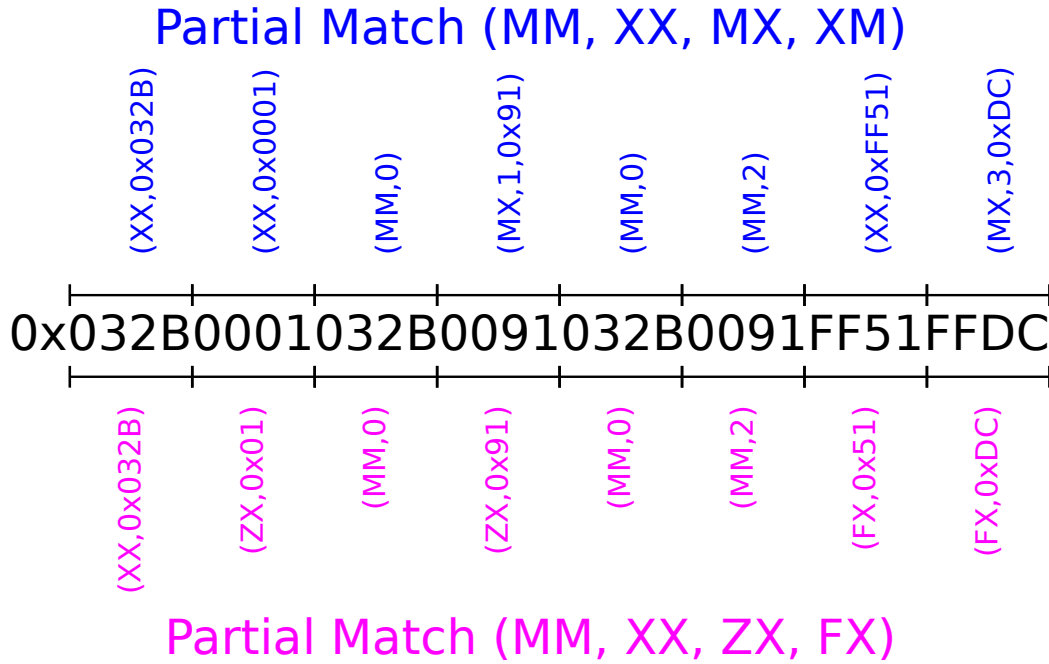 Partial Match (MM, XX, MX, XM)
(XX,0x032B)
(XX,0x0001)
(MM,0)
(MX,1,0x91)
(MM,0)
(MM,2)
(XX,0xFF51)
(MX,3,0xDC)
0x032B0001032B0091032B0091FF51FFDC
(XX,0x032B)
(ZX,0x01)
(MM,0)
(ZX,0x91)
(MM,0)
(MM,2)
(FX,0x51)
(FX,0xDC)
Partial Match (MM, XX, ZX, FX)